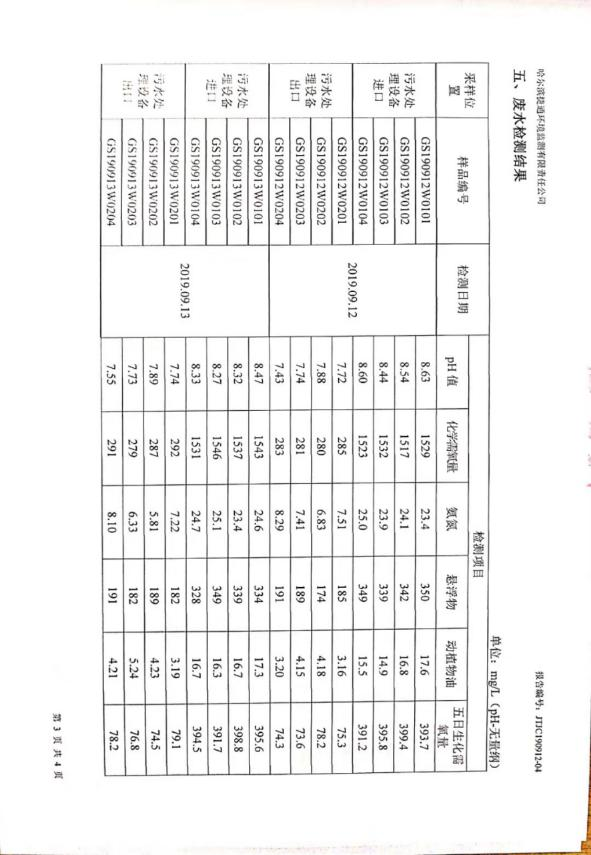 哈尔滨捷通环境监测有限责任公司 报告编号：JTJC190912-04
五、废水检测结果
单位：mg/L（pH-无量纲）
采样位置 样品编号 检测日期 检测项目
pH 值 化学需氧量 氨氮 悬浮物 动植物油 五日生化需氧量
污水处理设备进口 2019.09.12
GS190912W0101 8.63 1529 23.4 350 17.6 393.7
GS190912W0102 8.54 1517 24.1 342 16.8 399.4
GS190912W0103 8.44 1532 23.9 339 14.9 395.8
GS190912W0104 8.60 1523 25.0 349 15.5 391.2
污水处理设备出口
GS190912W0201 7.72 285 7.51 185 3.16 75.3
GS190912W0202 7.88 280 6.83 174 4.18 78.2
GS190912W0203 7.74 281 7.41 189 4.15 73.6
GS190912W0204 7.43 283 8.29 191 3.20 74.3
污水处理设备进口 2019.09.13
GS190913W0101 8.47 1543 24.6 334 17.3 395.6
GS190913W0102 8.32 1537 23.4 339 16.7 398.8
GS190913W0103 8.27 1546 25.1 349 16.3 391.7
GS190913W0104 8.33 1531 24.7 328 16.7 394.5
污水处理设备出口
GS190913W0201 7.74 292 7.22 182 3.19 79.1
GS190913W0202 7.89 287 5.81 189 4.23 74.5
GS190913W0203 7.73 279 6.33 182 5.24 76.8
GS190913W0204 7.55 291 8.10 191 4.21 78.2
第 3 页 共 4 页